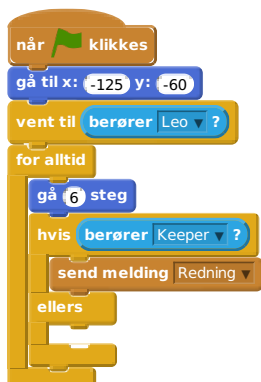 når klikkes
gå til x: -125 y: -60
vent til berører Leo ?
for alltid
gå 6 steg
hvis berører Keeper ?
send melding Redning
ellers